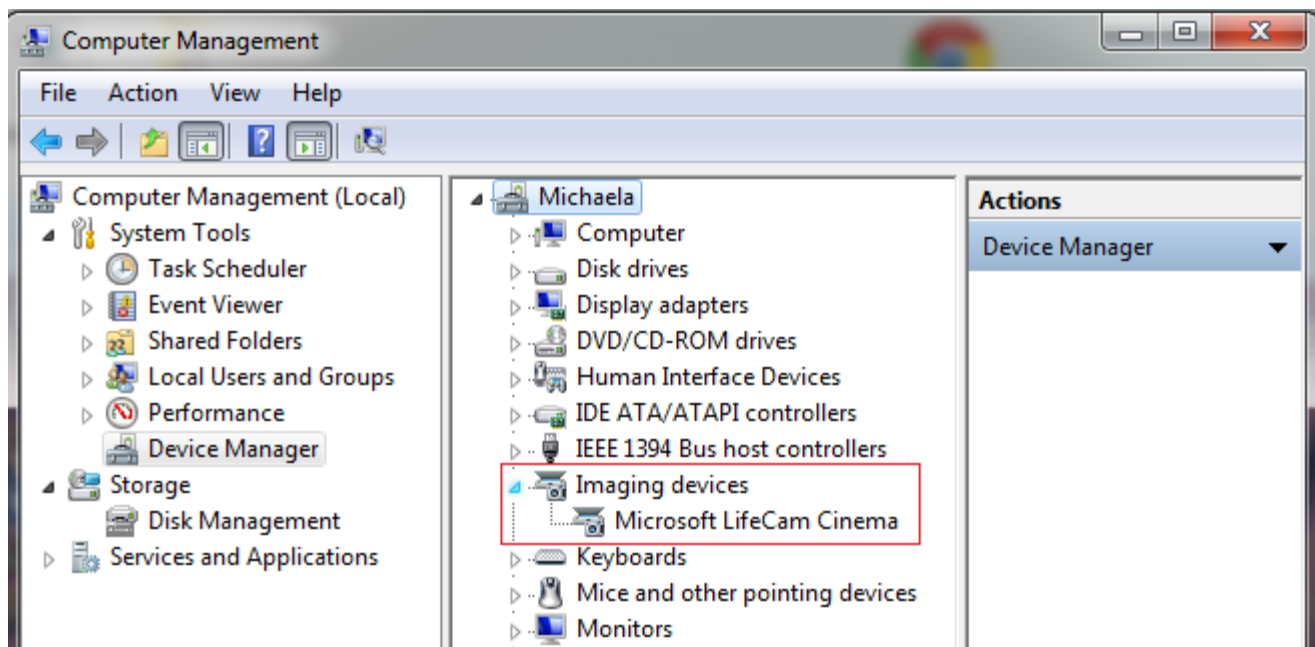 Computer Management
File Action View Help
Computer Management (Local)
System Tools
Task Scheduler
Event Viewer
Shared Folders
Local Users and Groups
Performance
Device Manager
Storage
Disk Management
Services and Applications
Michaela
Computer
Disk drives
Display adapters
DVD/CD-ROM drives
Human Interface Devices
IDE ATA/ATAPI controllers
IEEE 1394 Bus host controllers
Imaging devices
Microsoft LifeCam Cinema
Keyboards
Mice and other pointing devices
Monitors
Actions
Device Manager